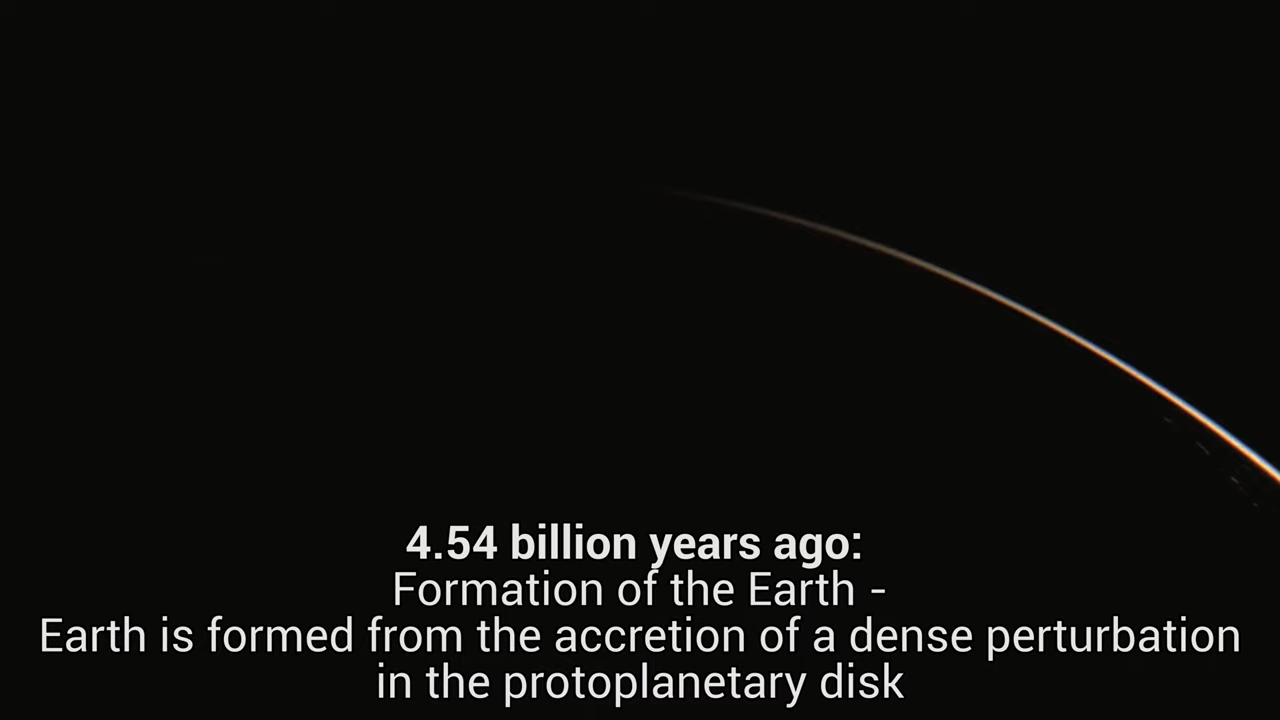 4.54 billion years ago:
Formation of the Earth -
Earth is formed from the accretion of a dense perturbation
in the protoplanetary disk